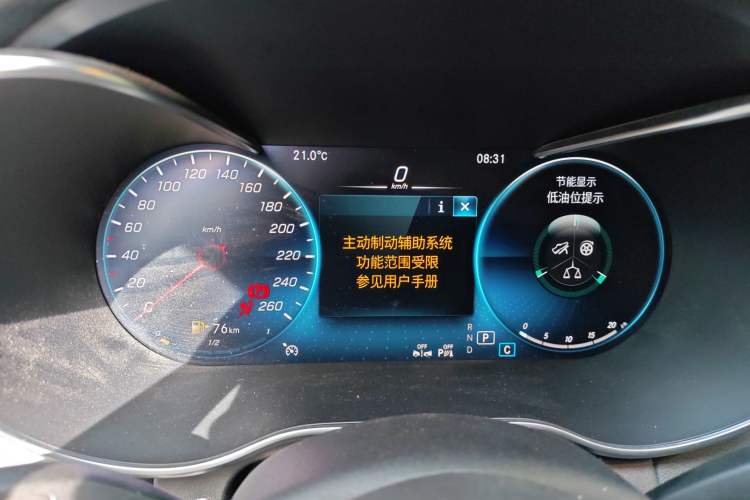 21.0°C
08:31
0
km/h
i
主动制动辅助系统
功能范围受限
参见用户手册
0
20
40
60
80
100
120
140
160
180
200
220
240
260
km/h
76km
1/2
1
节能显示
低油位提示
0 5 10 15 20
OFF
OFF
P
R
N
D
P
C